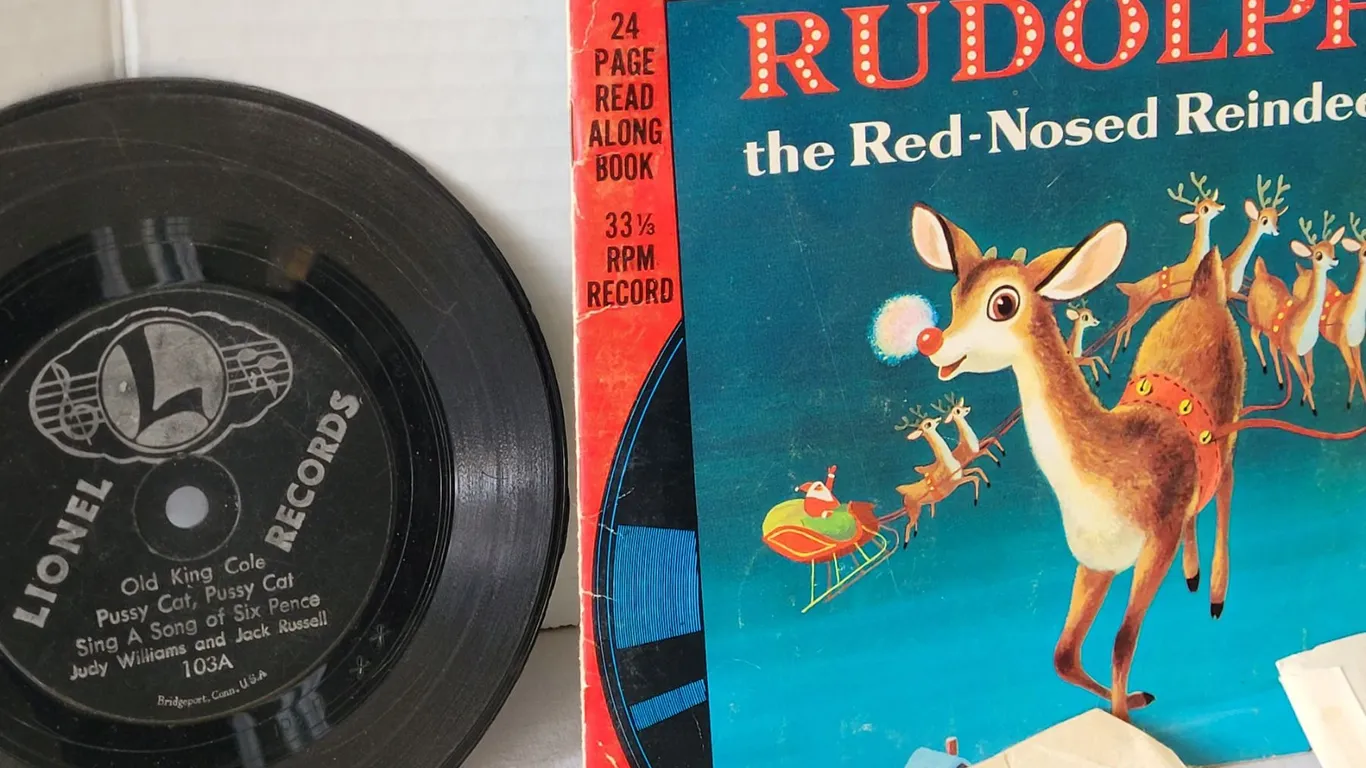 LIONEL
RECORDS
Old King Cole
Pussy Cat, Pussy Cat
Sing A Song of Six Pence
Judy Williams and Jack Russell
103A
Bridgeport, Conn. U.S.A
24
PAGE
READ
ALONG
BOOK
33⅓
RPM
RECORD
RUDOLPH
the Red-Nosed Reindee